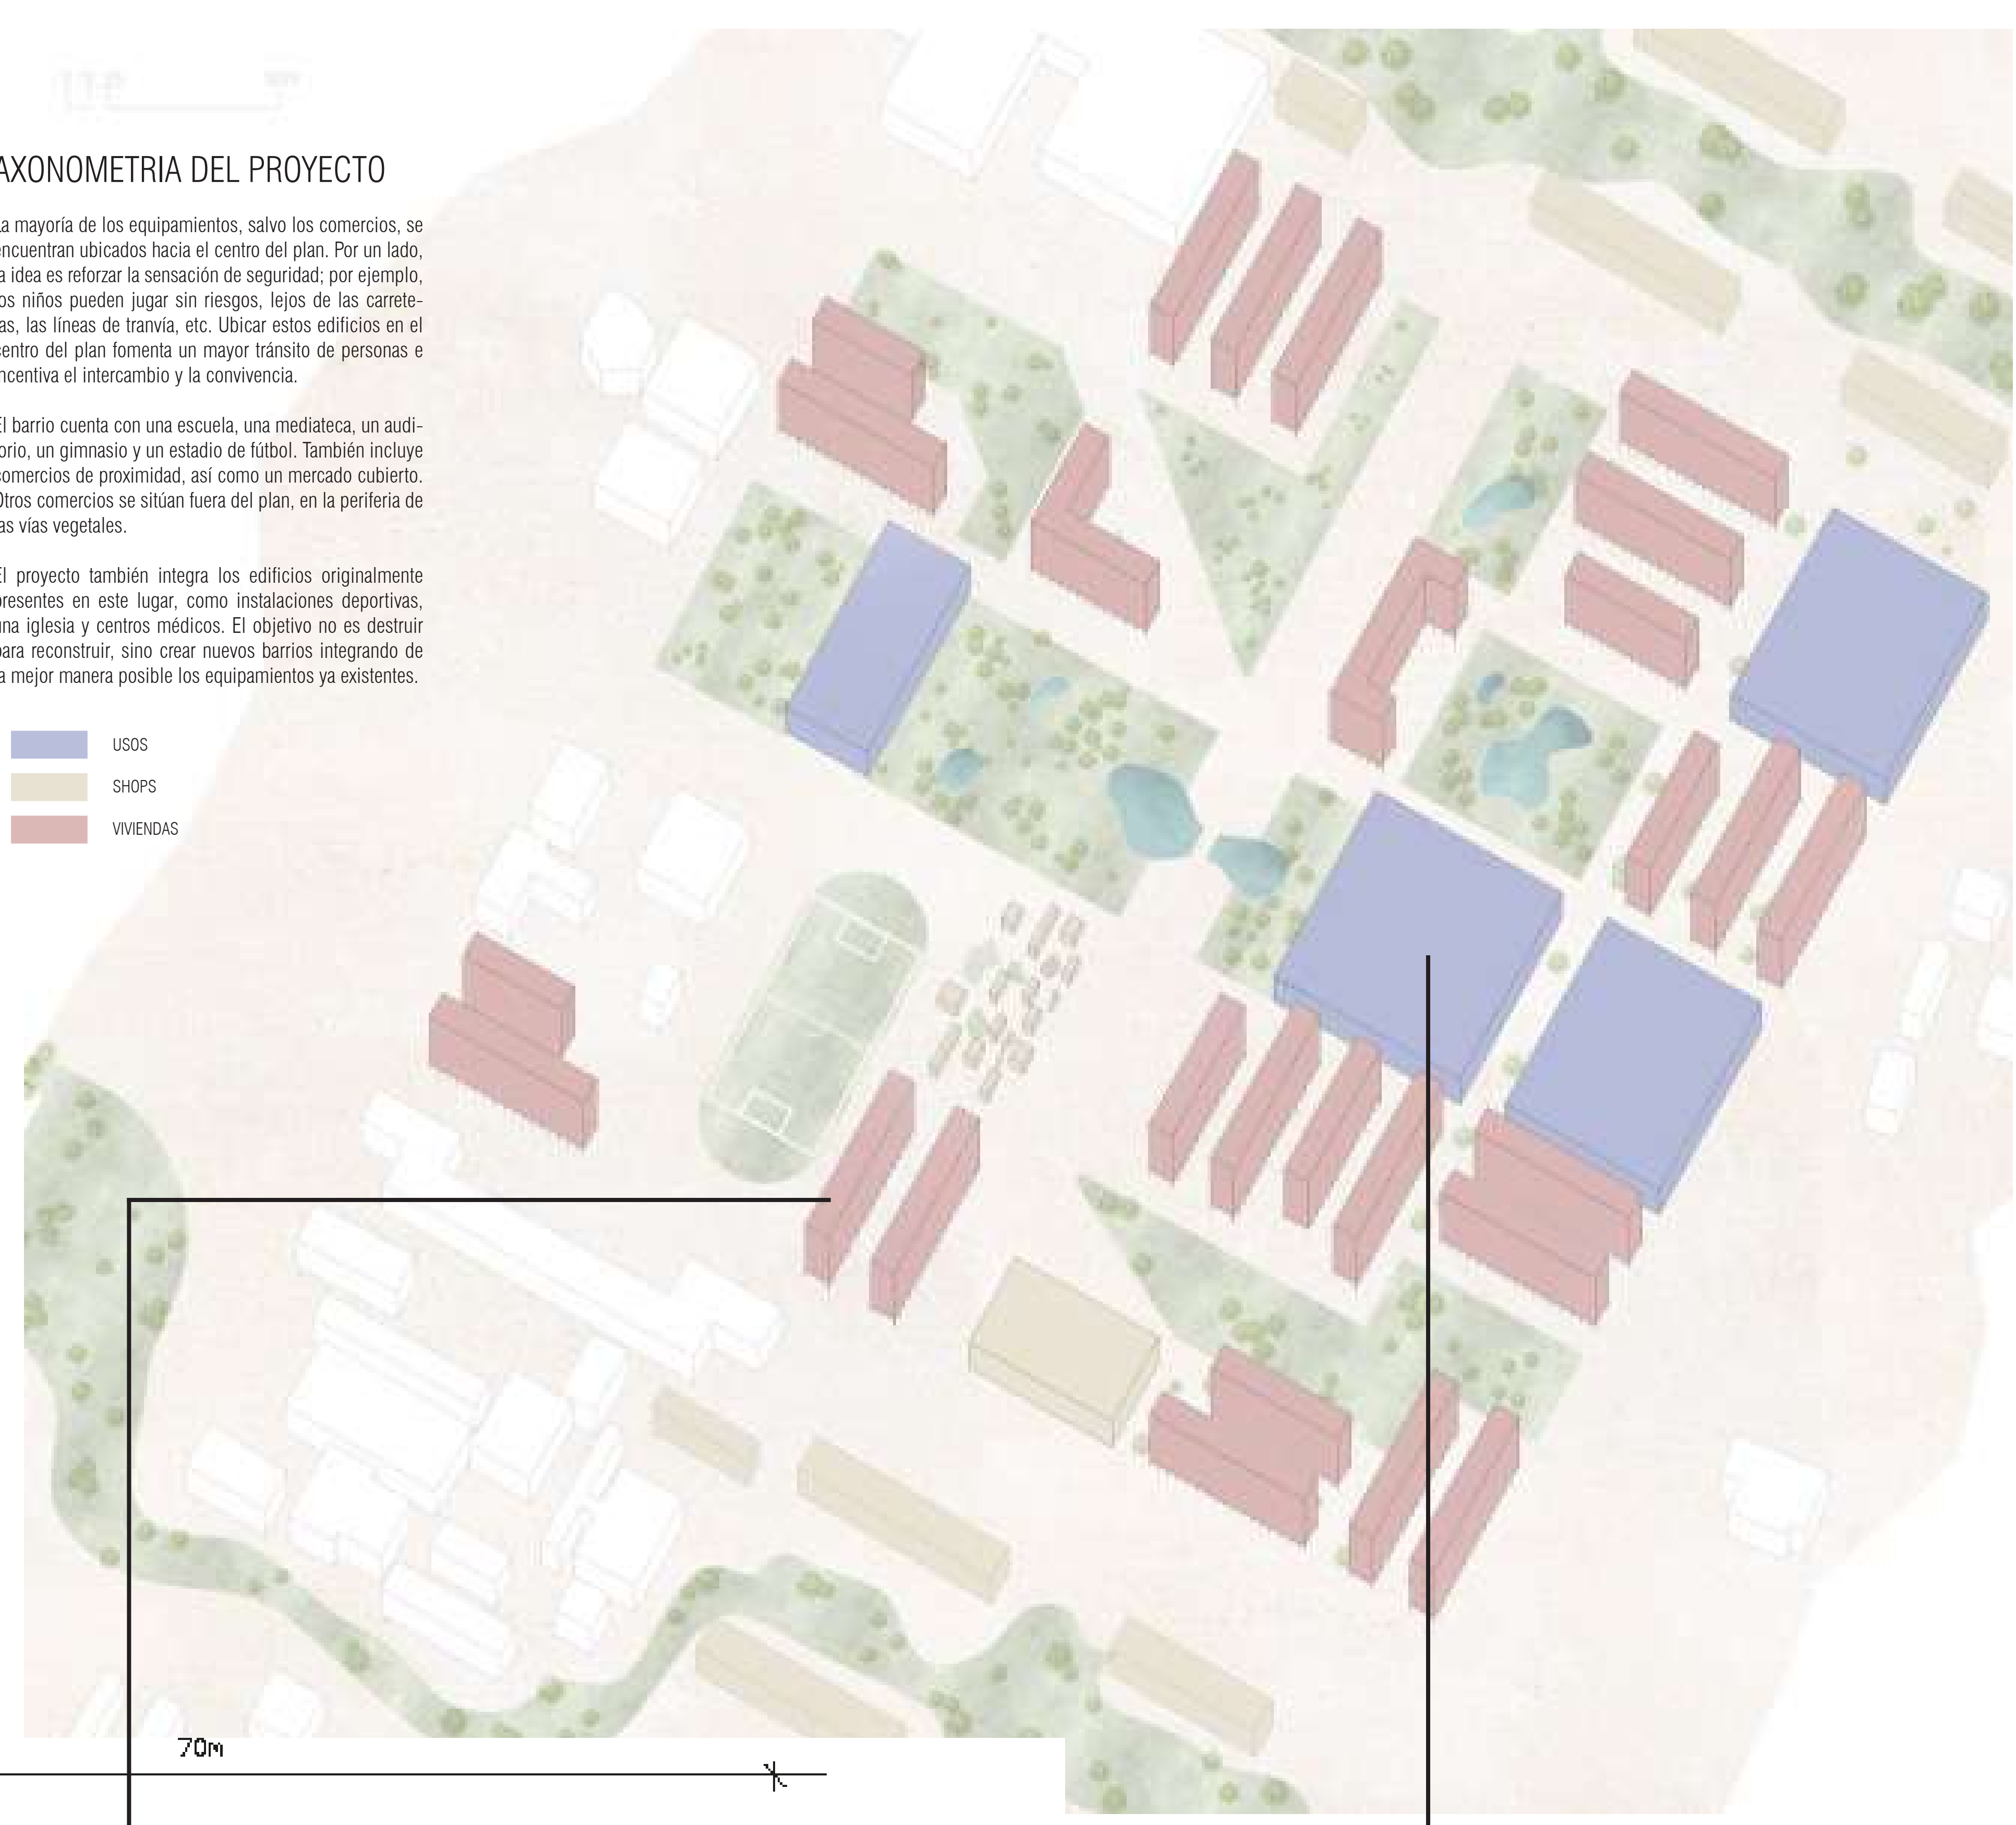 AXONOMETRIA DEL PROYECTO
La mayoría de los equipamientos, salvo los comercios, se
encuentran ubicados hacia el centro del plan. Por un lado,
la idea es reforzar la sensación de seguridad; por ejemplo,
los niños pueden jugar sin riesgos, lejos de las carrete-
ras, las líneas de tranvía, etc. Ubicar estos edificios en el
centro del plan fomenta un mayor tránsito de personas e
incentiva el intercambio y la convivencia.
El barrio cuenta con una escuela, una mediateca, un audi-
torio, un gimnasio y un estadio de fútbol. También incluye
comercios de proximidad, así como un mercado cubierto.
Otros comercios se sitúan fuera del plan, en la periferia de
las vías vegetales.
El proyecto también integra los edificios originalmente
presentes en este lugar, como instalaciones deportivas,
una iglesia y centros médicos. El objetivo no es destruir
para reconstruir, sino crear nuevos barrios integrando de
la mejor manera posible los equipamientos ya existentes.
USOS
SHOPS
VIVIENDAS
70m